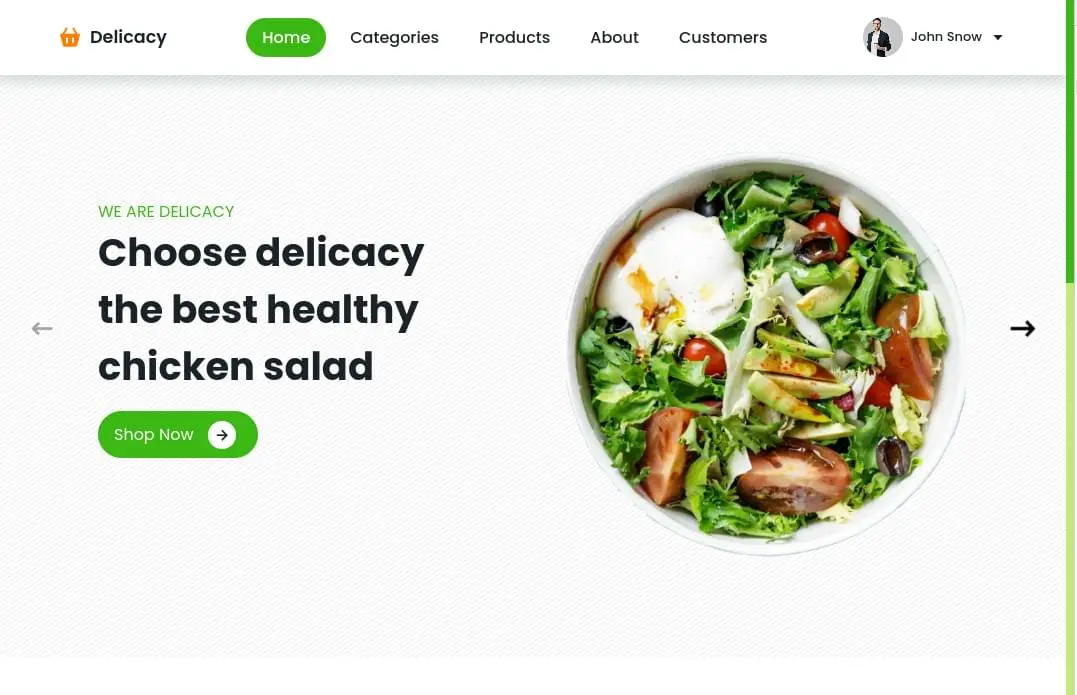 Delicacy
Home
Categories
Products
About
Customers
John Snow
WE ARE DELICACY
Choose delicacy
the best healthy
chicken salad
Shop Now